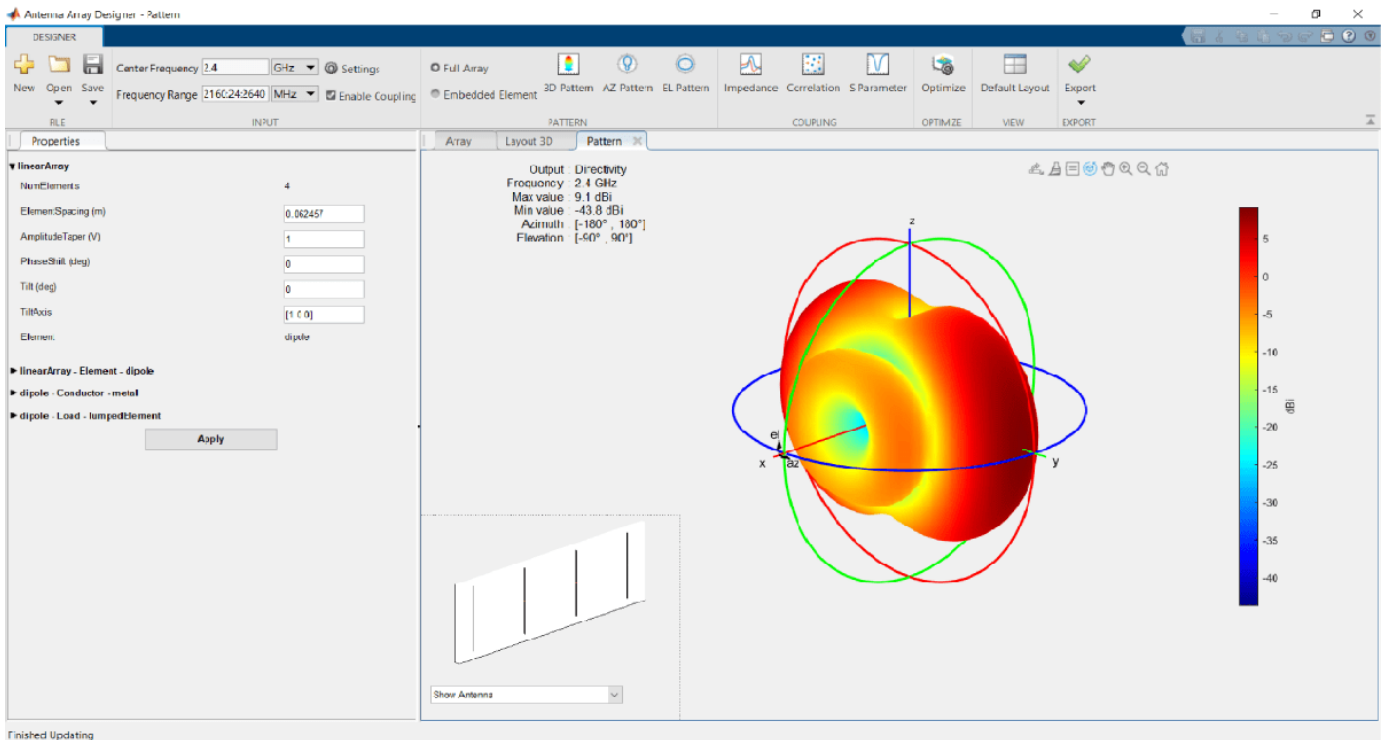 Antenna Array Designer - Pattern
DESIGNER
New Open Save
FILE
Center Frequency 2.4 GHz Settings
Frequency Range 2160:24:2640 MHz Enable Coupling
INPUT
Full Array
Embedded Element
3D Pattern AZ Pattern EL Pattern
PATTERN
Impedance Correlation S Parameter
COUPLING
Optimize
OPTIMIZE
Default Layout
VIEW
Export
EXPORT
Properties
linearArray
NumElements 4
ElementSpacing (m) 0.062457
AmplitudeTaper (V) 1
PhaseShift (deg) 0
Tilt (deg) 0
TiltAxis [1 0 0]
Element dipole
linearArray - Element - dipole
dipole - Conductor - metal
dipole - Load - lumpedElement
Apply
Array Layout 3D Pattern
Output : Directivity
Frequency : 2.4 GHz
Max value : 9.1 dBi
Min value : -43.8 dBi
Azimuth : [-180° , 180°]
Elevation : [-90° , 90°]
z
el
x az
y
5
0
-5
-10
-15
-20
-25
-30
-35
-40
dBi
Show Antenna
Finished Updating